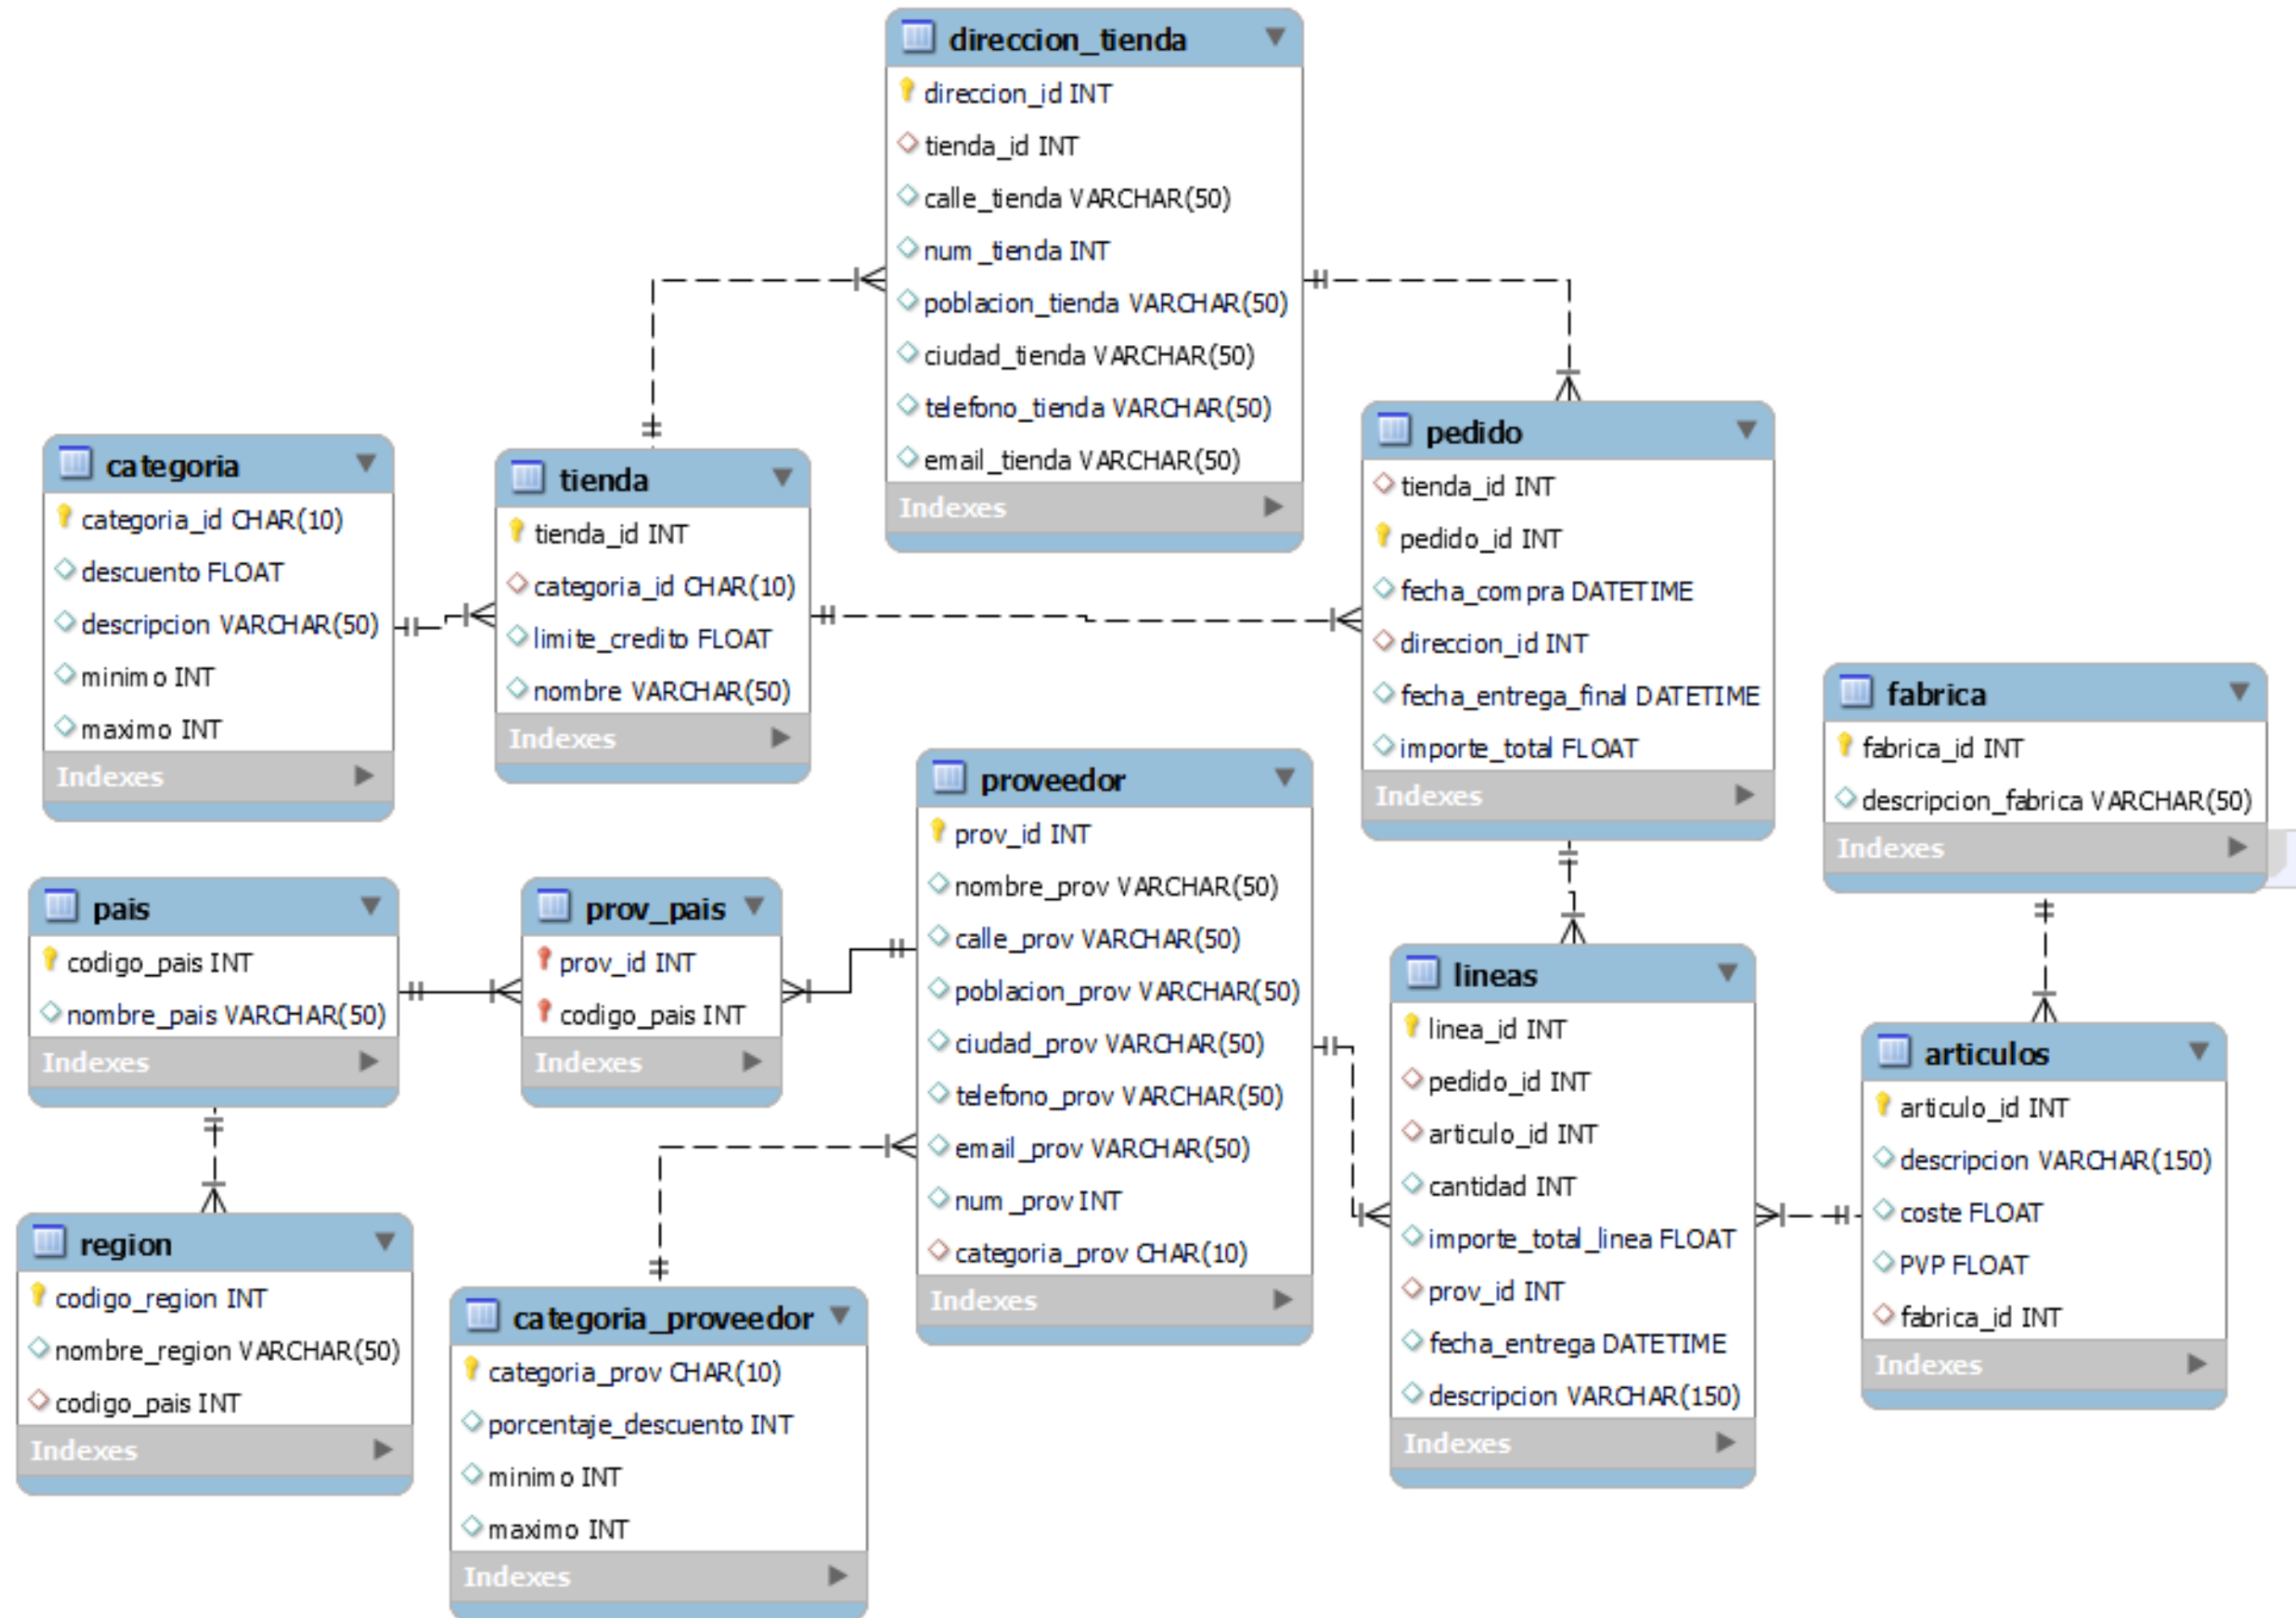 direccion_tienda
direccion_id INT
tienda_id INT
calle_tienda VARCHAR(50)
num_tienda INT
poblacion_tienda VARCHAR(50)
ciudad_tienda VARCHAR(50)
telefono_tienda VARCHAR(50)
email_tienda VARCHAR(50)
Indexes
categoria
categoria_id CHAR(10)
descuento FLOAT
descripcion VARCHAR(50)
minimo INT
maximo INT
Indexes
tienda
tienda_id INT
categoria_id CHAR(10)
limite_credito FLOAT
nombre VARCHAR(50)
Indexes
pedido
tienda_id INT
pedido_id INT
fecha_compra DATETIME
direccion_id INT
fecha_entrega_final DATETIME
importe_total FLOAT
Indexes
fabrica
fabrica_id INT
descripcion_fabrica VARCHAR(50)
Indexes
pais
codigo_pais INT
nombre_pais VARCHAR(50)
Indexes
prov_pais
prov_id INT
codigo_pais INT
Indexes
proveedor
prov_id INT
nombre_prov VARCHAR(50)
calle_prov VARCHAR(50)
poblacion_prov VARCHAR(50)
ciudad_prov VARCHAR(50)
telefono_prov VARCHAR(50)
email_prov VARCHAR(50)
num_prov INT
categoria_prov CHAR(10)
Indexes
lineas
linea_id INT
pedido_id INT
articulo_id INT
cantidad INT
importe_total_linea FLOAT
prov_id INT
fecha_entrega DATETIME
descripcion VARCHAR(150)
Indexes
articulos
articulo_id INT
descripcion VARCHAR(150)
coste FLOAT
PVP FLOAT
fabrica_id INT
Indexes
region
codigo_region INT
nombre_region VARCHAR(50)
codigo_pais INT
Indexes
categoria_proveedor
categoria_prov CHAR(10)
porcentaje_descuento INT
minimo INT
maximo INT
Indexes